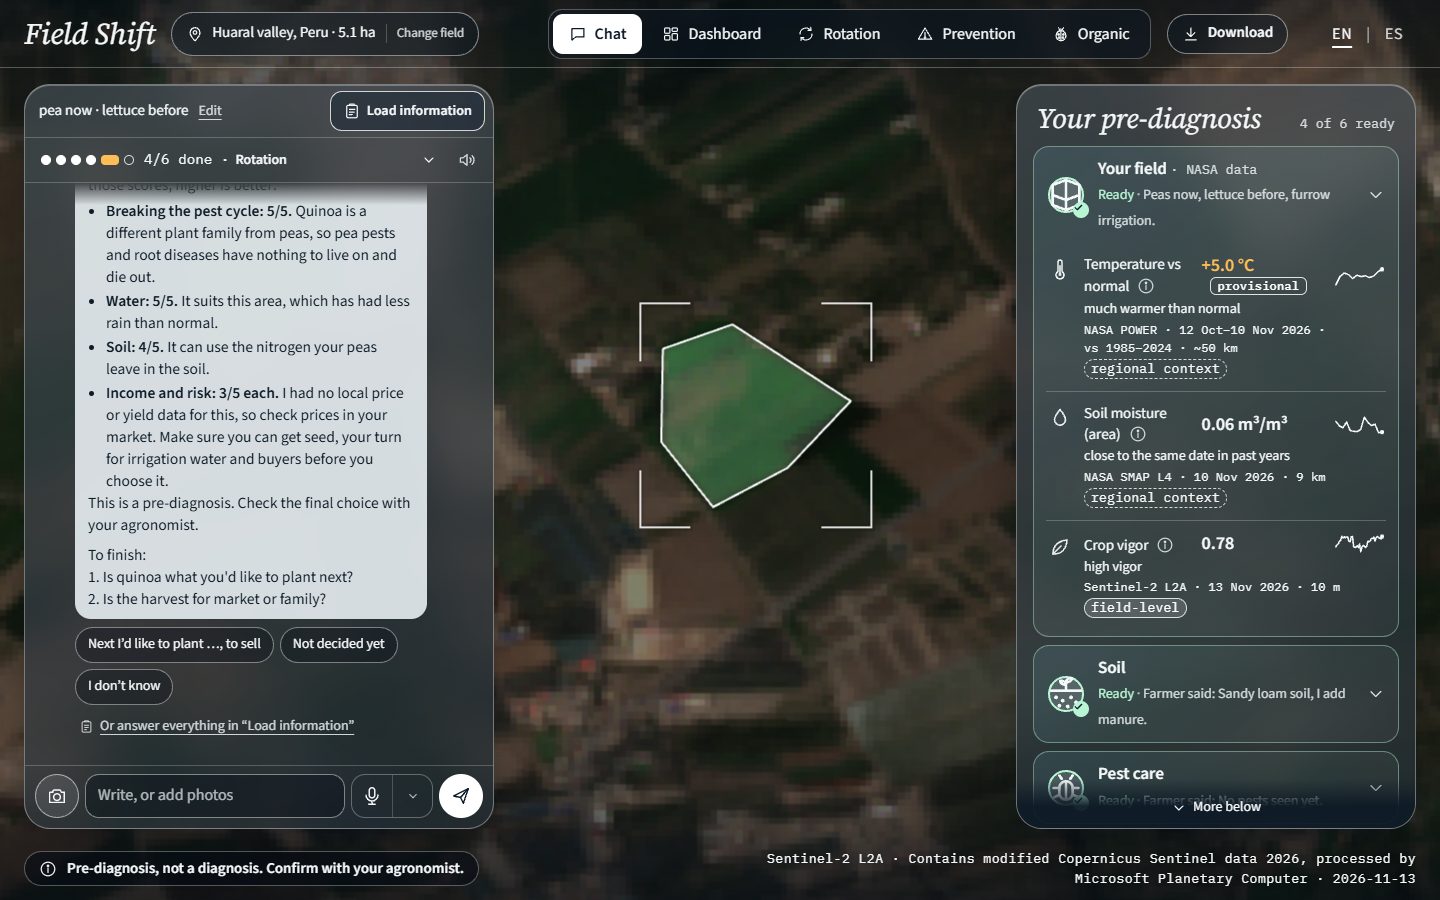 Field Shift
Huaral valley, Peru · 5.1 ha
Change field
Chat
Dashboard
Rotation
Prevention
Organic
Download
EN | ES
pea now · lettuce before Edit
Load information
4/6 done · Rotation
those scores, higher is better.
• Breaking the pest cycle: 5/5. Quinoa is a
different plant family from peas, so pea pests
and root diseases have nothing to live on and
die out.
• Water: 5/5. It suits this area, which has had less
rain than normal.
• Soil: 4/5. It can use the nitrogen your peas
leave in the soil.
• Income and risk: 3/5 each. I had no local price
or yield data for this, so check prices in your
market. Make sure you can get seed, your turn
for irrigation water and buyers before you
choose it.
This is a pre-diagnosis. Check the final choice with
your agronomist.
To finish:
1. Is quinoa what you'd like to plant next?
2. Is the harvest for market or family?
Next I'd like to plant …, to sell
Not decided yet
I don't know
Or answer everything in “Load information”
Write, or add photos
Pre-diagnosis, not a diagnosis. Confirm with your agronomist.
Your pre-diagnosis
4 of 6 ready
Your field · NASA data
Ready · Peas now, lettuce before, furrow
irrigation.
Temperature vs
normal
+5.0 °C
provisional
much warmer than normal
NASA POWER · 12 Oct–10 Nov 2026 ·
vs 1985–2024 · ~50 km
regional context
Soil moisture
(area)
0.06 m³/m³
close to the same date in past years
NASA SMAP L4 · 10 Nov 2026 · 9 km
regional context
Crop vigor
0.78
high vigor
Sentinel-2 L2A · 13 Nov 2026 · 10 m
field-level
Soil
Ready · Farmer said: Sandy loam soil, I add
manure.
Pest care
Ready · Farmer said: No pests seen yet.
More below
Sentinel-2 L2A · Contains modified Copernicus Sentinel data 2026, processed by
Microsoft Planetary Computer · 2026-11-13